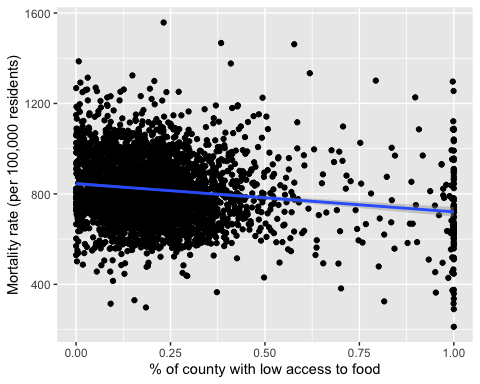 1600
1200
800
400
Mortality rate (per 100,000 residents)
0.00 0.25 0.50 0.75 1.00
% of county with low access to food